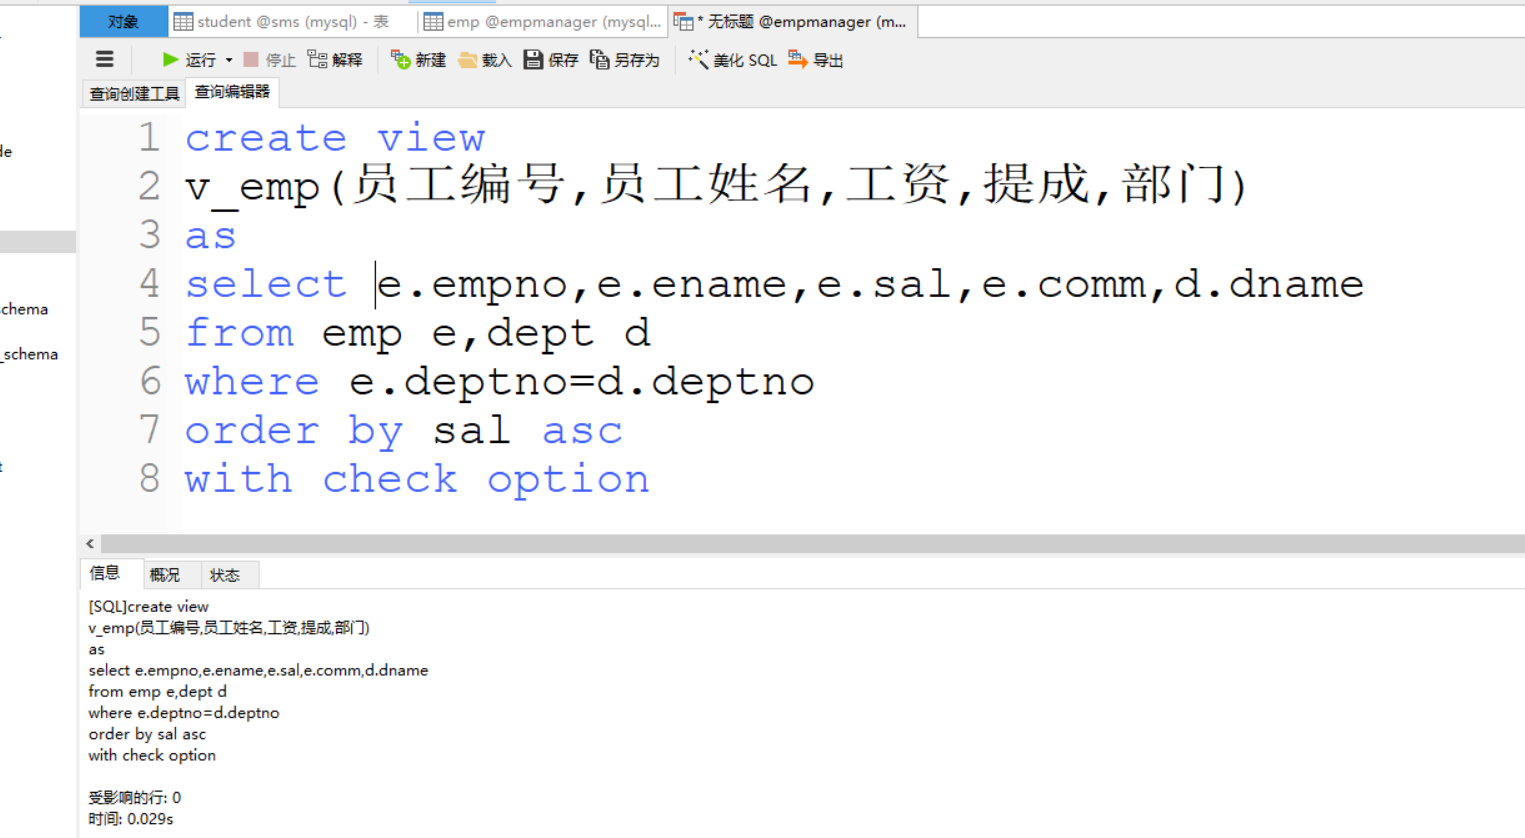 对象 student @sms (mysql) - 表 emp @empmanager (mysql... * 无标题 @empmanager (m...
运行 停止 解释 新建 载入 保存 另存为 美化 SQL 导出
查询创建工具 查询编辑器
1 create view
2 v_emp(员工编号,员工姓名,工资,提成,部门)
3 as
4 select e.empno,e.ename,e.sal,e.comm,d.dname
5 from emp e,dept d
6 where e.deptno=d.deptno
7 order by sal asc
8 with check option
chema
_schema
信息 概况 状态
[SQL]create view
v_emp(员工编号,员工姓名,工资,提成,部门)
as
select e.empno,e.ename,e.sal,e.comm,d.dname
from emp e,dept d
where e.deptno=d.deptno
order by sal asc
with check option
受影响的行: 0
时间: 0.029s